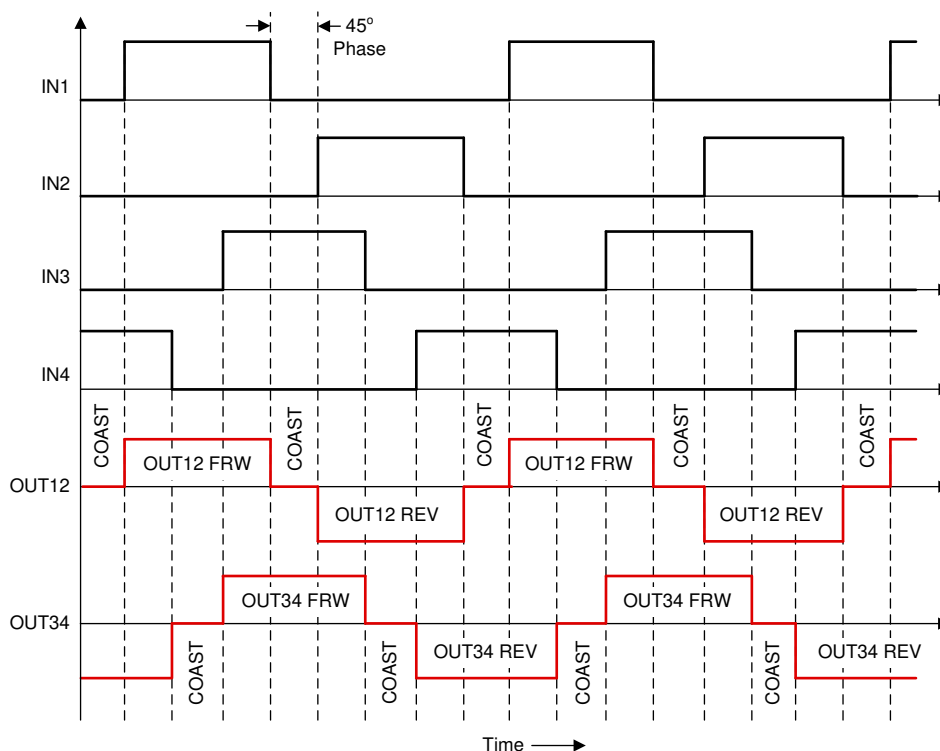 45° 
Phase
IN1
IN2
IN3
IN4
COAST
COAST
COAST
COAST
COAST
OUT12 FRW
OUT12 FRW
OUT12
OUT12 REV
OUT12 REV
OUT34 FRW
OUT34 FRW
OUT34
OUT34 REV
OUT34 REV
COAST
COAST
COAST
COAST
Time